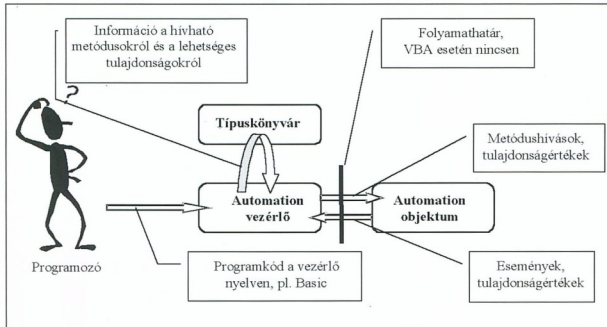 Információ a hívható
metódusokról és a lehetséges
tulajdonságokról
Folyamathatár,
VBA esetén nincsen
?
Típuskönyvár
Metódushívások,
tulajdonságértékek
Automation
vezérlő
Automation
objektum
Programozó
Programkód a vezérlő
nyelven, pl. Basic
Események,
tulajdonságértékek